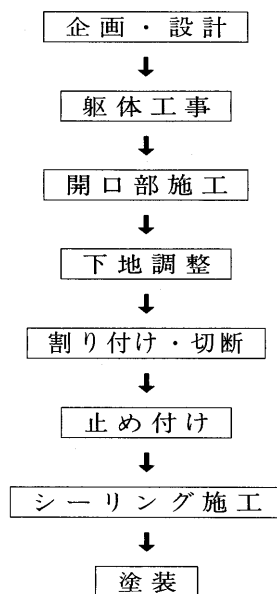 企画・設計
躯体工事
開口部施工
下地調整
割り付け・切断
止め付け
シーリング施工
塗装